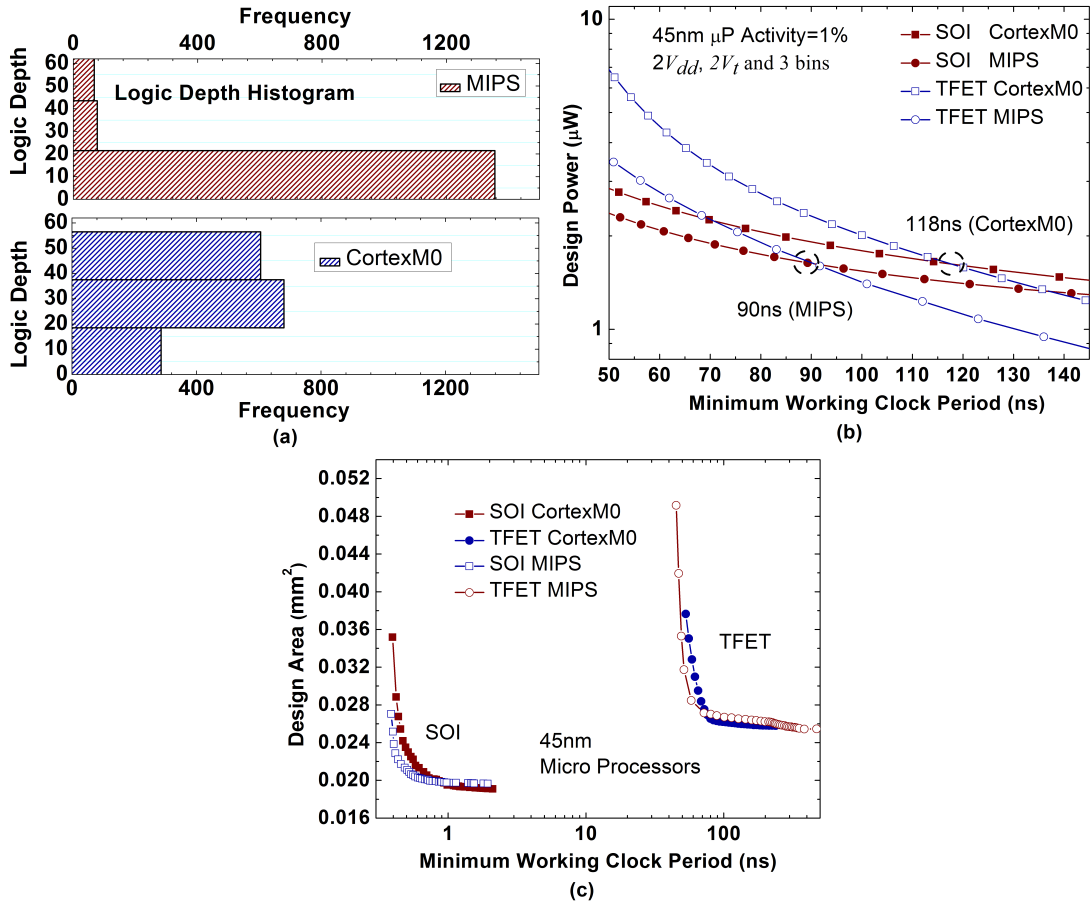 Frequency
0 400 800 1200
60
50
40
30
20
10
0
Logic Depth
MIPS
Logic Depth Histogram
60
50
40
30
20
10
0
Logic Depth
CortexM0
0 400 800 1200
Frequency
(a)
10
1
Design Power (μW)
45nm μP Activity=1%
2Vdd, 2Vt and 3 bins
SOI CortexM0
SOI MIPS
TFET CortexM0
TFET MIPS
118ns (CortexM0)
90ns (MIPS)
50 60 70 80 90 100 110 120 130 140
Minimum Working Clock Period (ns)
(b)
0.052
0.048
0.044
0.040
0.036
0.032
0.028
0.024
0.020
0.016
Design Area (mm²)
SOI CortexM0
TFET CortexM0
SOI MIPS
TFET MIPS
TFET
SOI
45nm
Micro Processors
1 10 100
Minimum Working Clock Period (ns)
(c)